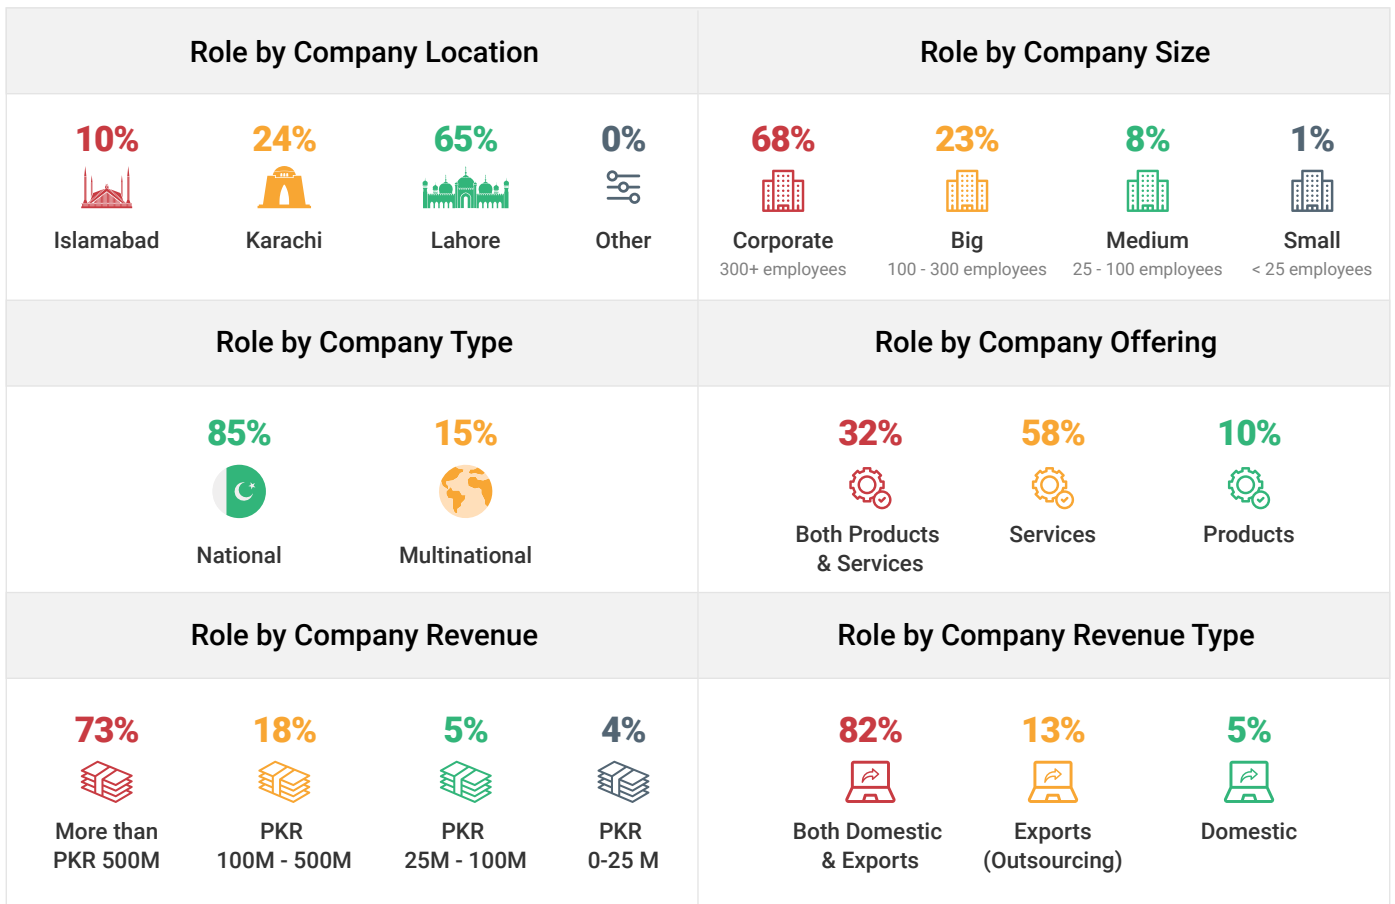 Role by Company Location
10%
24%
65%
0%
Islamabad
Karachi
Lahore
Other
Role by Company Size
68%
23%
8%
1%
Corporate
Big
Medium
Small
300+ employees
100 - 300 employees
25 - 100 employees
< 25 employees
Role by Company Type
85%
15%
National
Multinational
Role by Company Offering
32%
58%
10%
Both Products
& Services
Services
Products
Role by Company Revenue
73%
18%
5%
4%
More than
PKR 500M
PKR
100M - 500M
PKR
25M - 100M
PKR
0-25 M
Role by Company Revenue Type
82%
13%
5%
Both Domestic
& Exports
Exports
(Outsourcing)
Domestic